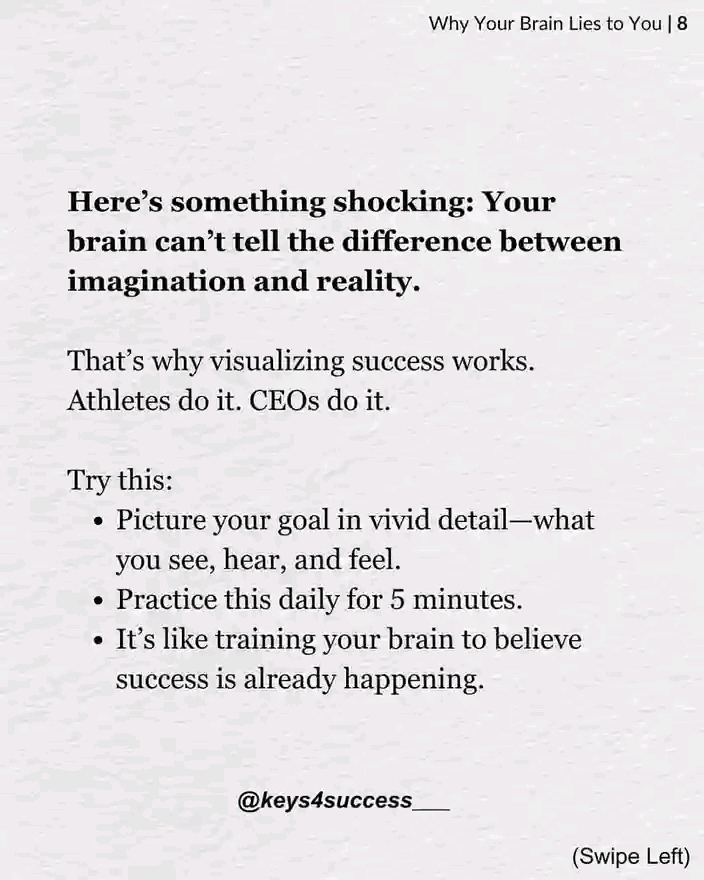 Why Your Brain Lies to You | 8
Here’s something shocking: Your
brain can’t tell the difference between
imagination and reality.
That’s why visualizing success works.
Athletes do it. CEOs do it.
Try this:
• Picture your goal in vivid detail—what
you see, hear, and feel.
• Practice this daily for 5 minutes.
• It’s like training your brain to believe
success is already happening.
@keys4success___
(Swipe Left)